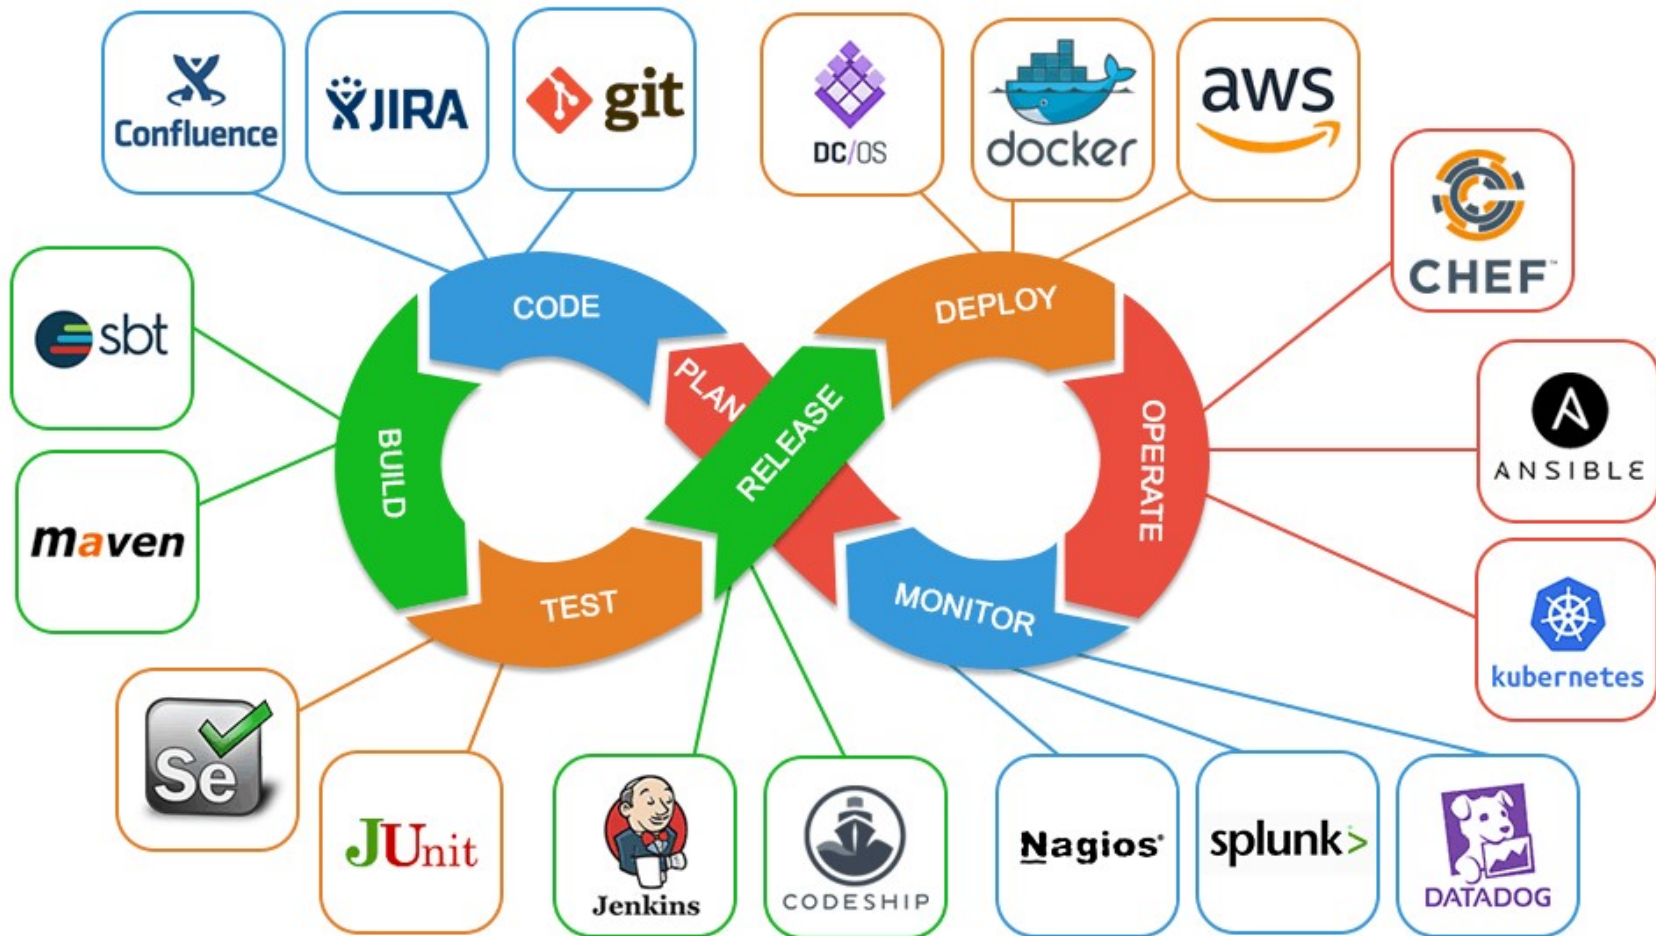 Confluence
JIRA
git
DC/OS
docker
aws
CHEF™
sbt
CODE
DEPLOY
PLAN
RELEASE
BUILD
OPERATE
ANSIBLE
maven
TEST
MONITOR
kubernetes
Se
JUnit
Jenkins
CODESHIP
Nagios®
splunk>
DATADOG